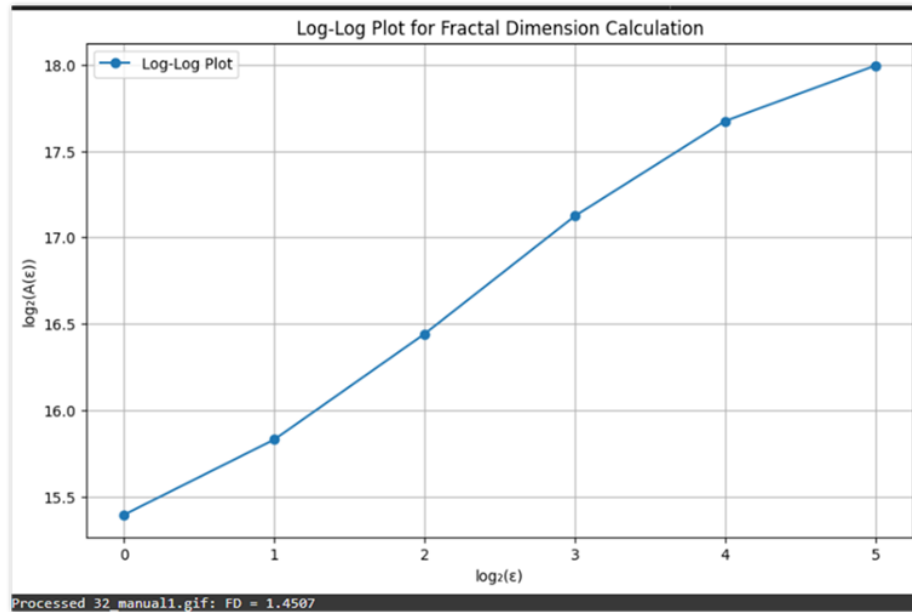 Log-Log Plot for Fractal Dimension Calculation
Log-Log Plot
18.0
17.5
17.0
16.5
16.0
15.5
log₂(A(ε))
0 1 2 3 4 5
log₂(ε)
Processed 32_manual1.gif: FD = 1.4507